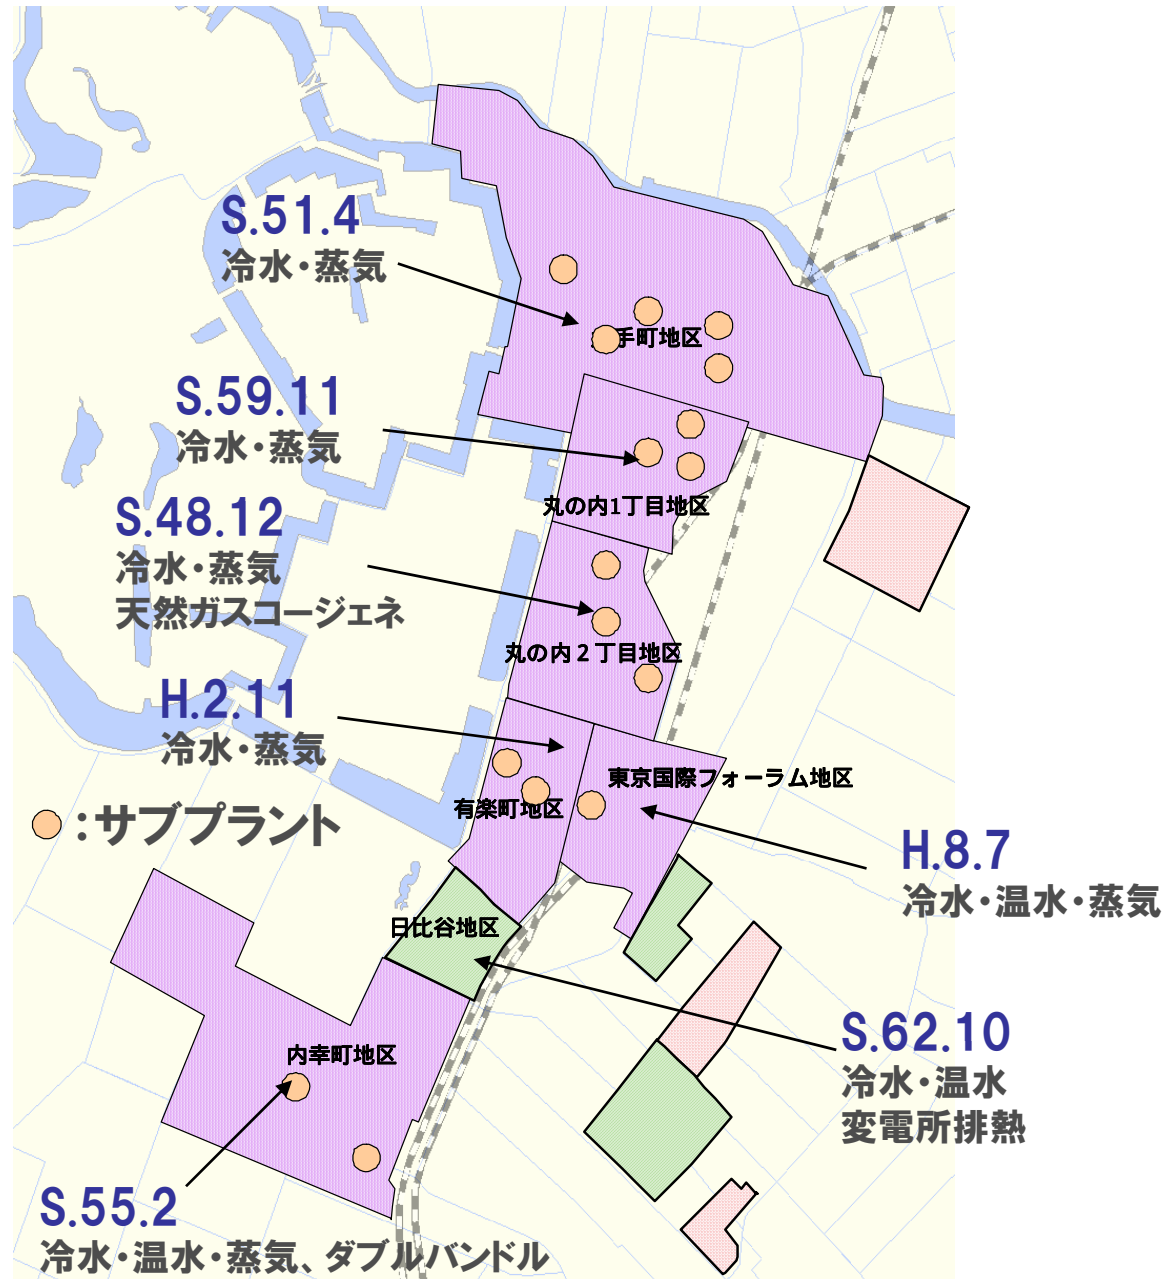 S.51.4
冷水・蒸気
手町地区
S.59.11
冷水・蒸気
丸の内1丁目地区
S.48.12
冷水・蒸気
天然ガスコージェネ
丸の内２丁目地区
H.2.11
冷水・蒸気
東京国際フォーラム地区
有楽町地区
：サブプラント
H.8.7
冷水・温水・蒸気
日比谷地区
S.62.10
冷水・温水
変電所排熱
内幸町地区
S.55.2
冷水・温水・蒸気、ダブルバンドル